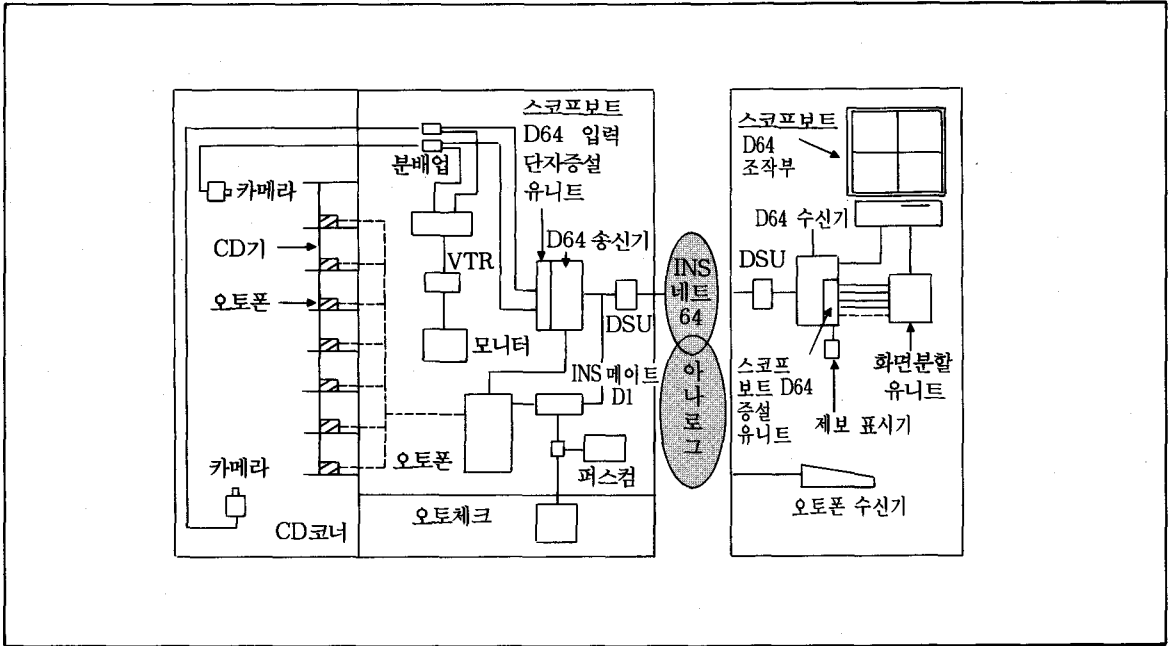 카메라
CD기
오토폰
카메라
CD코너
분배업
VTR
모니터
스코프보트
D64 입력
단자증설
유니트
D64 송신기
DSU
INS 메이트
D1
오토폰
퍼스컴
오토체크
INS
네트
64
아
나
로
그
스코프보트
D64
조작부
D64 수신기
DSU
스코프
보트 D64
증설
유니트
제보 표시기
화면분할
유니트
오토폰 수신기